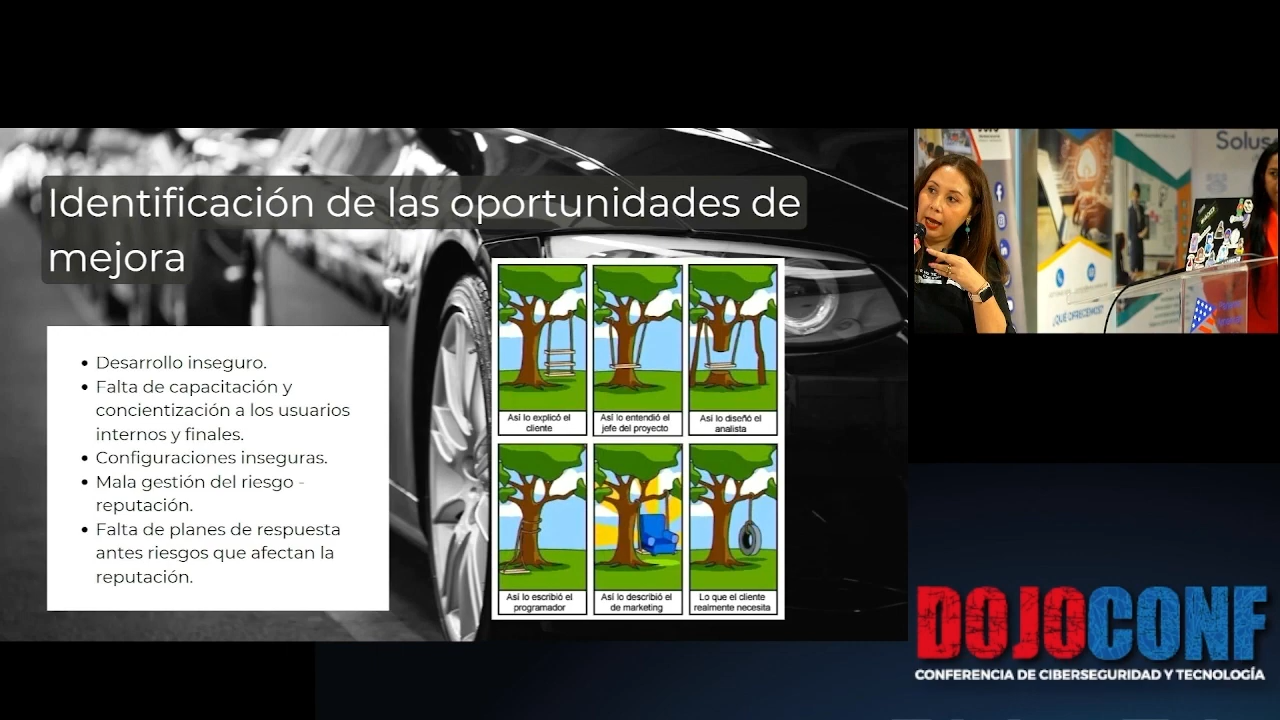 Identificación de las oportunidades de
mejora
Desarrollo inseguro.
Falta de capacitación y
concientización a los usuarios
internos y finales.
Configuraciones inseguras.
Mala gestión del riesgo -
reputación.
Falta de planes de respuesta
antes riesgos que afectan la
reputación.
Así lo explicó el
cliente
Así lo entendió el
jefe del proyecto
Así lo diseñó el
analista
Así lo escribió el
programador
Así lo describió el
de marketing
Lo que el cliente
realmente necesita
Solus
¿QUÉ OFRECEMOS?
DOJOCONF
CONFERENCIA DE CIBERSEGURIDAD Y TECNOLOGÍA